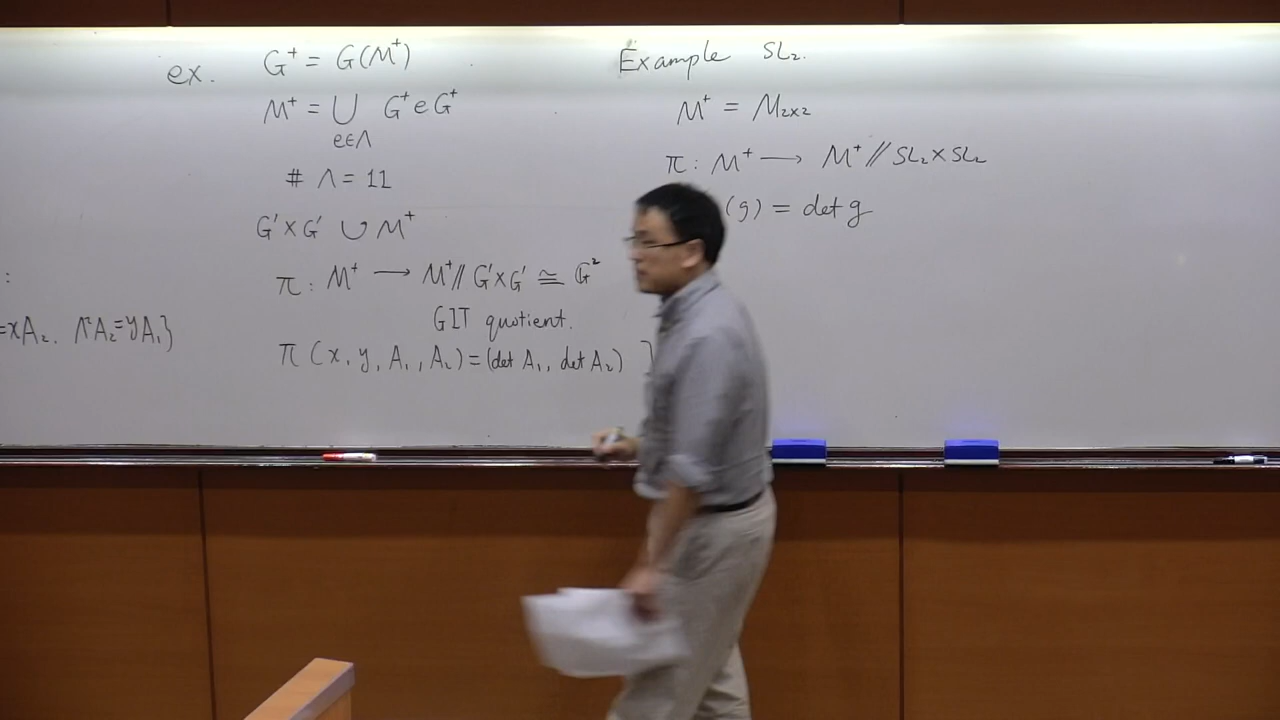 :
=xA₂. Λ²A₂=yA₁}
ex. G⁺ = G(M⁺)
M⁺ = ⋃ G⁺eG⁺
e∈Λ
# Λ = 11
G'×G' ↻ M⁺
π : M⁺ → M⁺// G'×G' ≅ 𝔾²
GIT quotient.
π (x, y, A₁, A₂) = (det A₁, det A₂)
Example SL₂.
M⁺ = M₂ₓ₂
π : M⁺ → M⁺ // SL₂×SL₂
(g) = det g